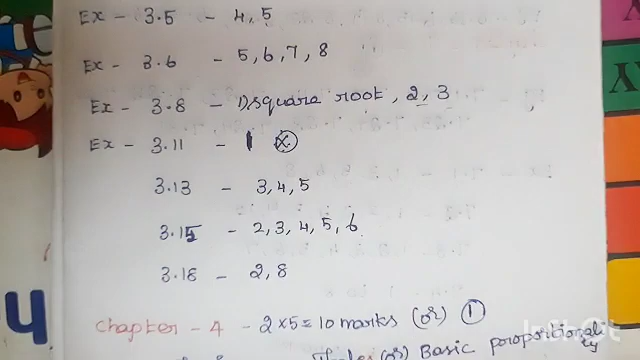 Ex - 3.5 - 4, 5
Ex - 3.6 - 5, 6, 7, 8
Ex - 3.8 - 1) square root, 2, 3
Ex - 3.11 - 1 ⓧ
3.13 - 3, 4, 5
3.15 - 2, 3, 4, 5, 6
3.18 - 2, 8
Chapter - 4 - 2 x 5 = 10 marks (or) ①
(or) Basic proportionality